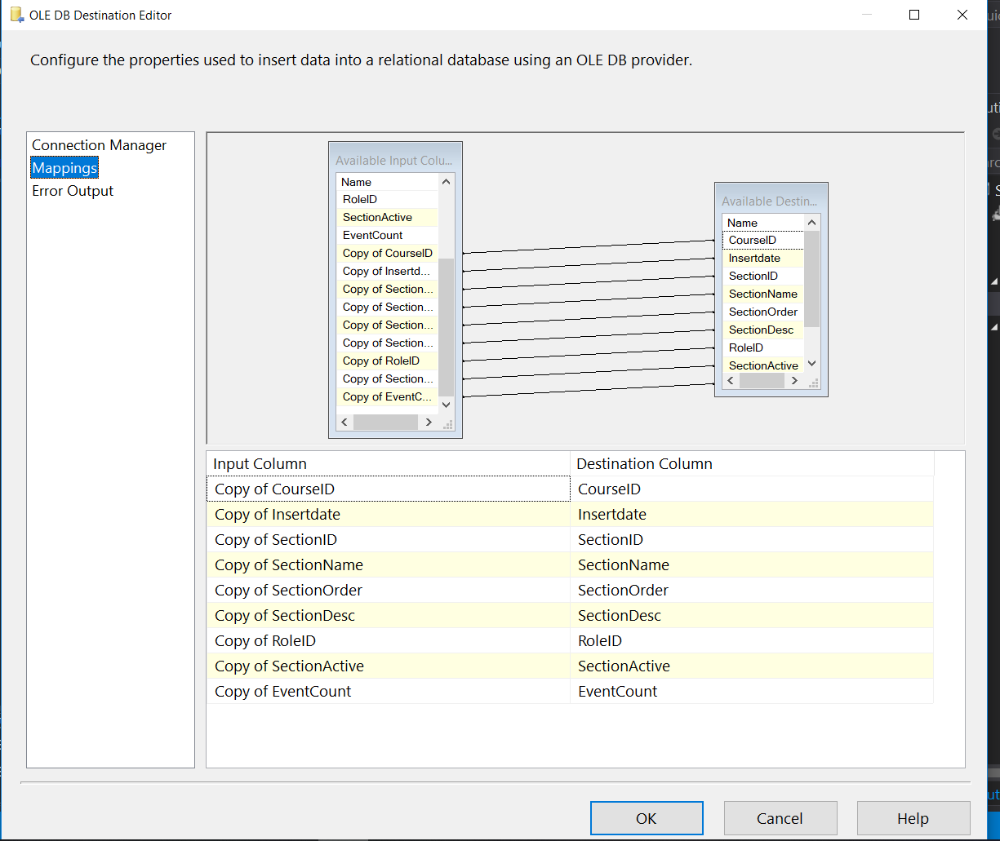 OLE DB Destination Editor
Configure the properties used to insert data into a relational database using an OLE DB provider.
Connection Manager
Mappings
Error Output
Available Input Colu...
Name
RoleID
SectionActive
EventCount
Copy of CourseID
Copy of Insertd...
Copy of Section...
Copy of Section...
Copy of Section...
Copy of Section...
Copy of RoleID
Copy of Section...
Copy of EventC...
Available Destin...
Name
CourseID
Insertdate
SectionID
SectionName
SectionOrder
SectionDesc
RoleID
SectionActive
Input Column Destination Column
Copy of CourseID CourseID
Copy of Insertdate Insertdate
Copy of SectionID SectionID
Copy of SectionName SectionName
Copy of SectionOrder SectionOrder
Copy of SectionDesc SectionDesc
Copy of RoleID RoleID
Copy of SectionActive SectionActive
Copy of EventCount EventCount
OK Cancel Help